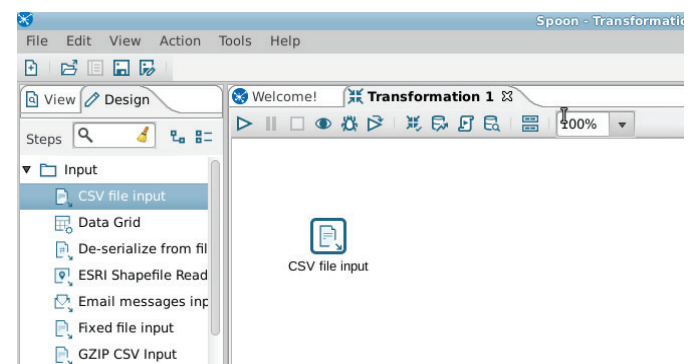 Spoon - Transformatic
File Edit View Action Tools Help
View Design
Welcome! Transformation 1
Steps
100%
Input
CSV file input
Data Grid
De-serialize from fil
ESRI Shapefile Read
Email messages inp
Fixed file input
GZIP CSV Input
CSV file input